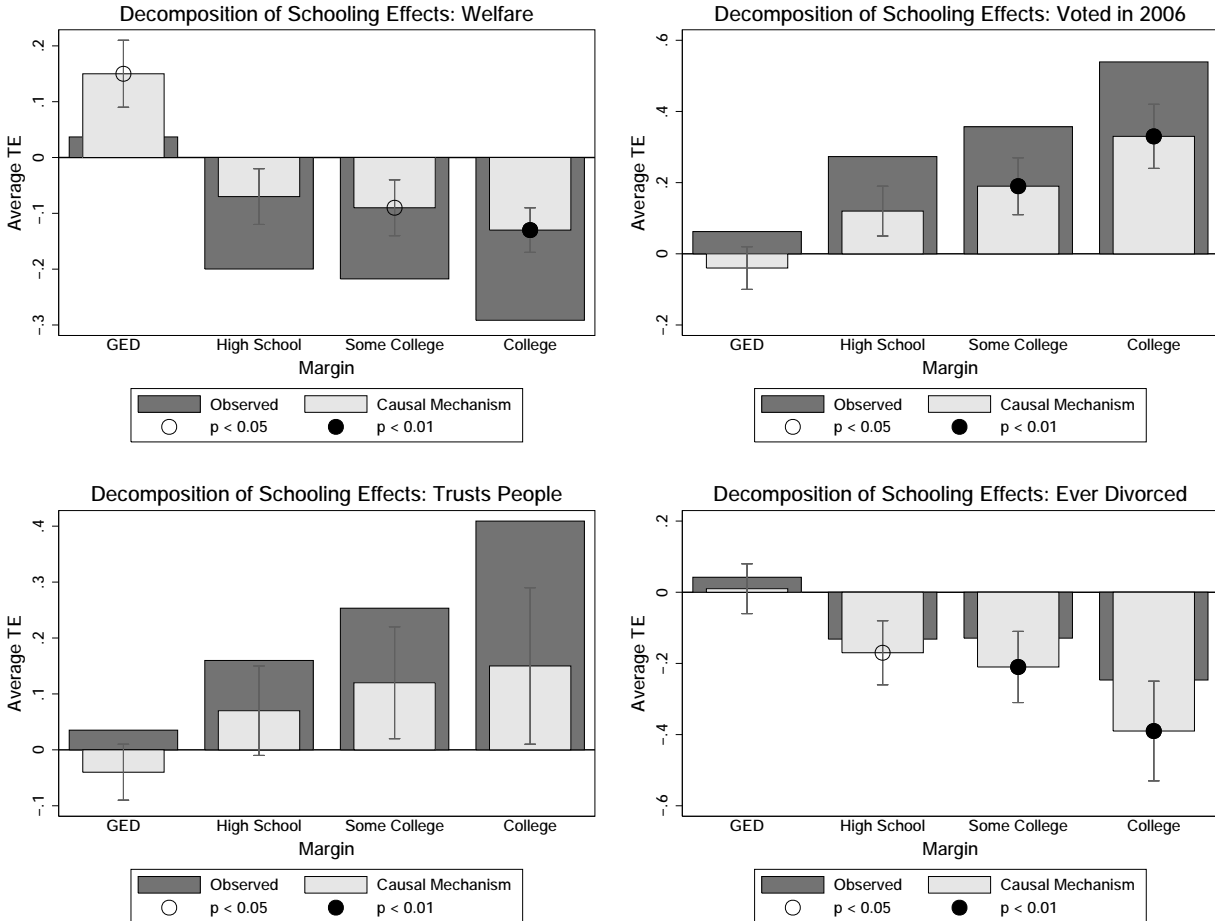 Decomposition of Schooling Effects: Welfare
Average TE
.2
.1
0
-.1
-.2
-.3
GED High School Some College College
Margin
Observed Causal Mechanism
p < 0.05 p < 0.01
Decomposition of Schooling Effects: Voted in 2006
Average TE
.6
.4
.2
0
-.2
GED High School Some College College
Margin
Observed Causal Mechanism
p < 0.05 p < 0.01
Decomposition of Schooling Effects: Trusts People
Average TE
.4
.3
.2
.1
0
-.1
GED High School Some College College
Margin
Observed Causal Mechanism
p < 0.05 p < 0.01
Decomposition of Schooling Effects: Ever Divorced
Average TE
.2
0
-.2
-.4
-.6
GED High School Some College College
Margin
Observed Causal Mechanism
p < 0.05 p < 0.01